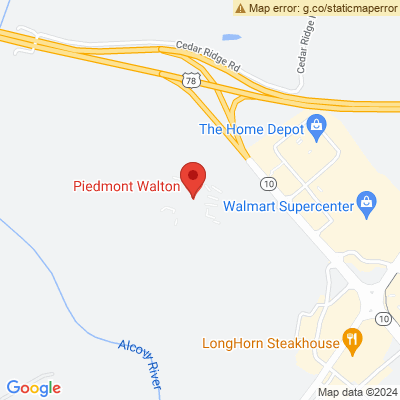 Map error: g.co/staticmaperror
Cedar Ridge Rd
Cedar Ridge
78
The Home Depot
Piedmont Walton
10
Walmart Supercenter
10
Alcovy River
LongHorn Steakhouse
Google
Map data ©2024